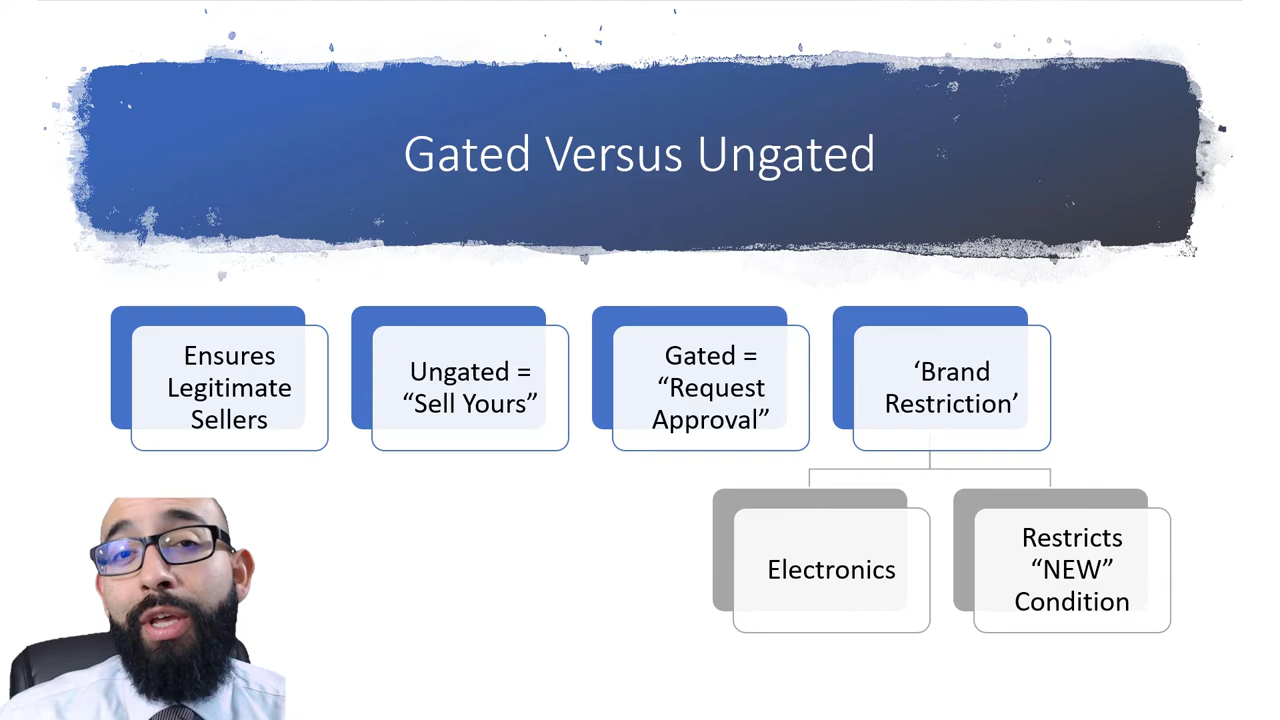 Gated Versus Ungated
Ensures
Legitimate
Sellers
Ungated =
“Sell Yours”
Gated =
“Request
Approval”
‘Brand
Restriction’
Electronics
Restricts
“NEW”
Condition